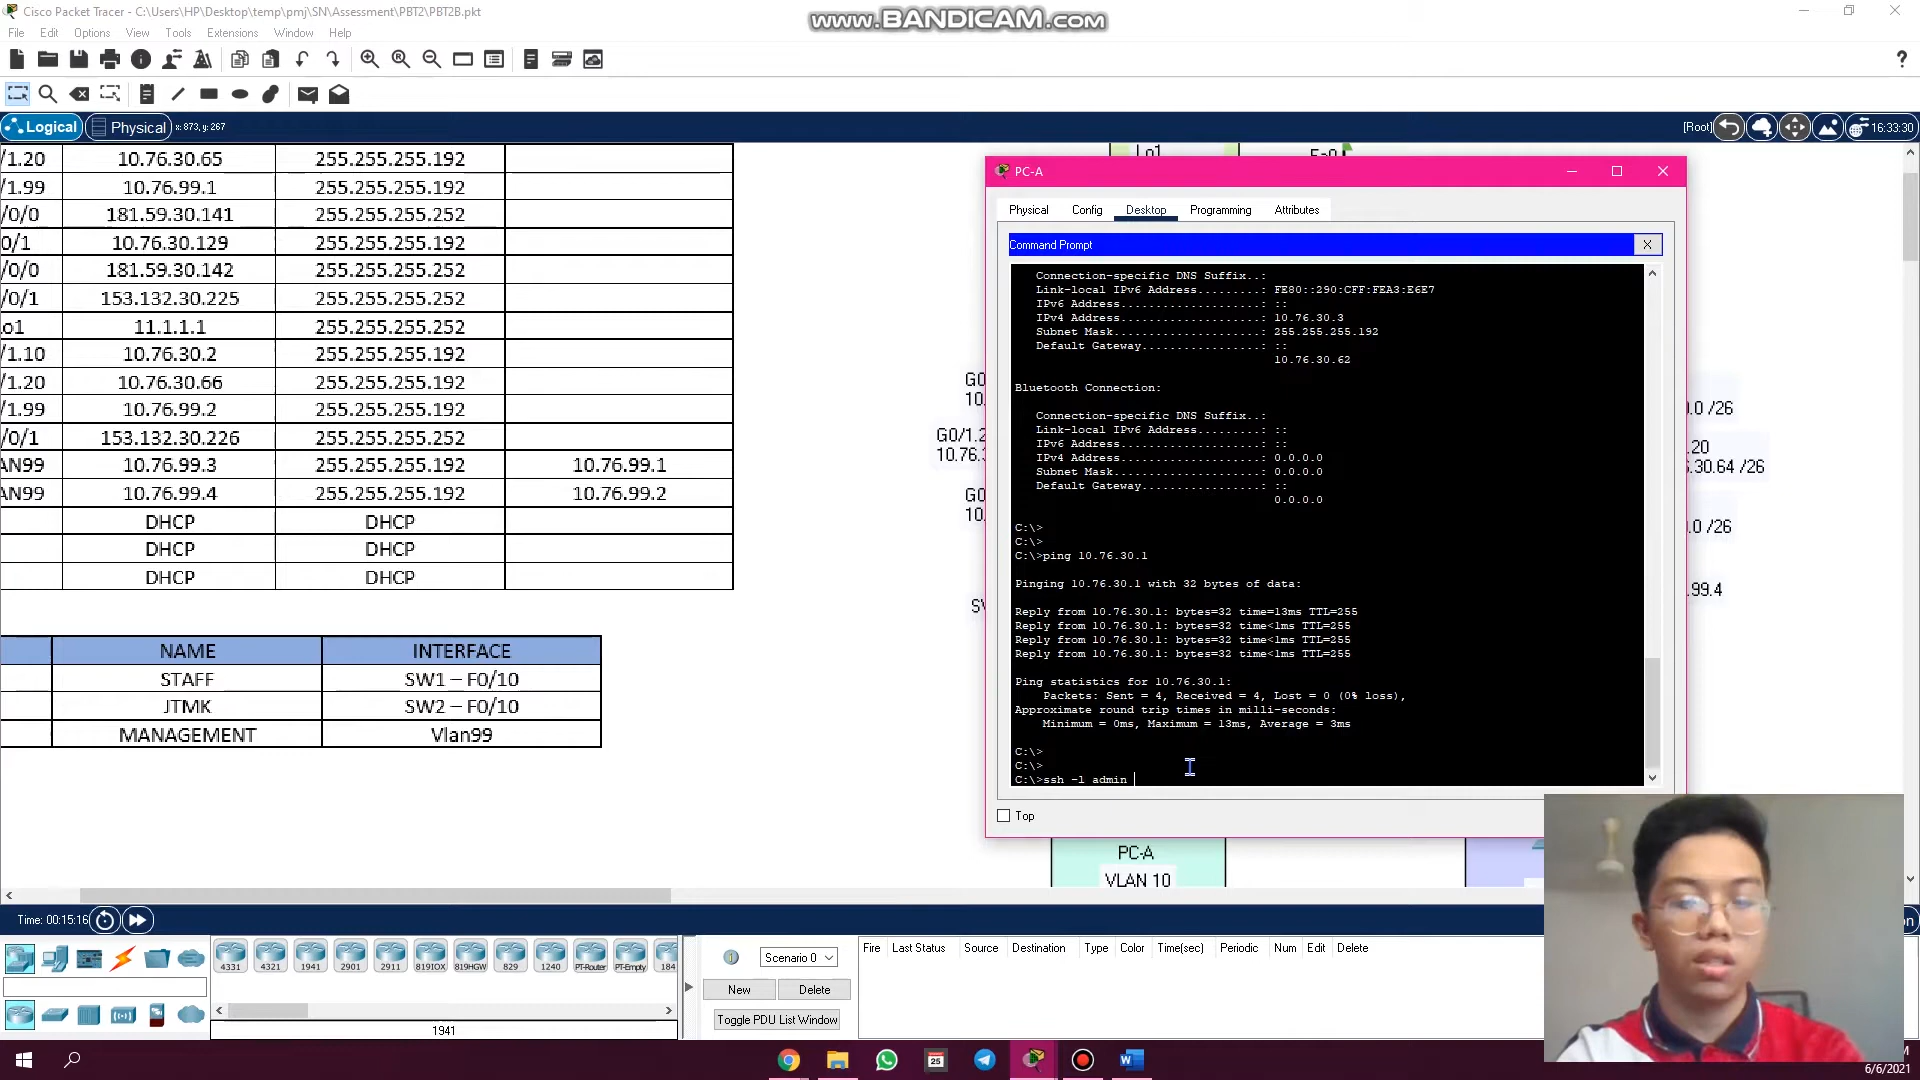 Cisco Packet Tracer - C:\Users\HP\Desktop\temp\pmj\SN\Assessment\PBT2\PBT2B.pkt
www.BANDICAM.com
File Edit Options View Tools Extensions Window Help
?
Logical Physical x: 873, y: 267
[Root] 16:33:30
/1.20 10.76.30.65 255.255.255.192
/1.99 10.76.99.1 255.255.255.192
/0/0 181.59.30.141 255.255.255.252
0/1 10.76.30.129 255.255.255.192
/0/0 181.59.30.142 255.255.255.252
/0/1 153.132.30.225 255.255.255.252
o1 11.1.1.1 255.255.255.252
/1.10 10.76.30.2 255.255.255.192
/1.20 10.76.30.66 255.255.255.192
/1.99 10.76.99.2 255.255.255.192
/0/1 153.132.30.226 255.255.255.252
AN99 10.76.99.3 255.255.255.192 10.76.99.1
AN99 10.76.99.4 255.255.255.192 10.76.99.2
DHCP DHCP
DHCP DHCP
DHCP DHCP
NAME INTERFACE
STAFF SW1 – F0/10
JTMK SW2 – F0/10
MANAGEMENT Vlan99
Lo1
G0
10.
G0/1.2
10.76.3
G0
10.
.0 /26
.20
.30.64 /26
.0 /26
.99.4
PC-A
Physical Config Desktop Programming Attributes
Command Prompt X
Connection-specific DNS Suffix..:
Link-local IPv6 Address.........: FE80::290:CFF:FEA3:E6E7
IPv6 Address....................: ::
IPv4 Address....................: 10.76.30.3
Subnet Mask.....................: 255.255.255.192
Default Gateway.................: ::
10.76.30.62
Bluetooth Connection:
Connection-specific DNS Suffix..:
Link-local IPv6 Address.........: ::
IPv6 Address....................: ::
IPv4 Address....................: 0.0.0.0
Subnet Mask.....................: 0.0.0.0
Default Gateway.................: ::
0.0.0.0
C:\>
C:\>
C:\>ping 10.76.30.1
Pinging 10.76.30.1 with 32 bytes of data:
Reply from 10.76.30.1: bytes=32 time=13ms TTL=255
Reply from 10.76.30.1: bytes=32 time<1ms TTL=255
Reply from 10.76.30.1: bytes=32 time<1ms TTL=255
Reply from 10.76.30.1: bytes=32 time<1ms TTL=255
Ping statistics for 10.76.30.1:
Packets: Sent = 4, Received = 4, Lost = 0 (0% loss),
Approximate round trip times in milli-seconds:
Minimum = 0ms, Maximum = 13ms, Average = 3ms
C:\>
C:\>
C:\>ssh -l admin
Top
PC-A
VLAN 10
Time: 00:15:16
4331 4321 1941 2901 2911 819IOX 819HGW 829 1240 PT-Router PT-Empty 184
1941
Scenario 0
New Delete
Toggle PDU List Window
Fire Last Status Source Destination Type Color Time(sec) Periodic Num Edit Delete
25
6/6/2021